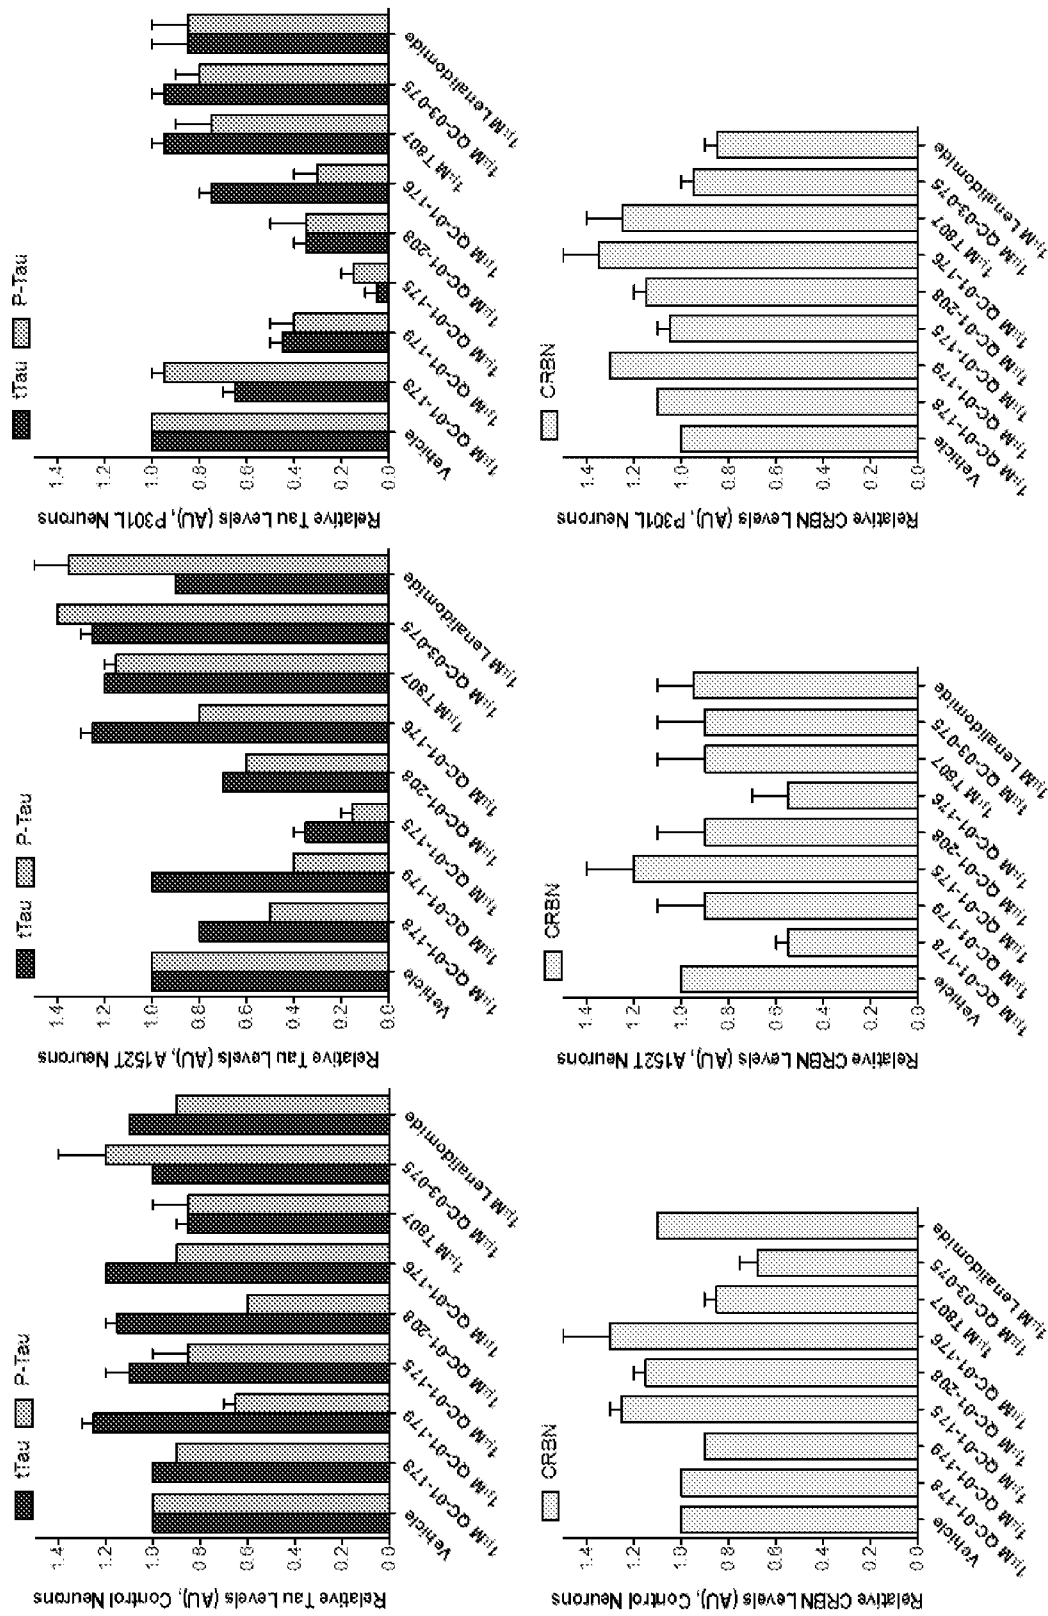 tTau P-Tau
Relative Tau Levels (AU), Control Neurons
1.4
1.2
1.0
0.8
0.6
0.4
0.2
0.0
Vehicle
1µM QC-01-178
1µM QC-01-179
1µM QC-01-175
1µM QC-01-208
1µM QC-01-176
1µM T807
1µM QC-03-075
1µM Lenalidomide
tTau P-Tau
Relative Tau Levels (AU), A152T Neurons
1.4
1.2
1.0
0.8
0.6
0.4
0.2
0.0
Vehicle
1µM QC-01-178
1µM QC-01-179
1µM QC-01-175
1µM QC-01-208
1µM QC-01-176
1µM T807
1µM QC-03-075
1µM Lenalidomide
tTau P-Tau
Relative Tau Levels (AU), P301L Neurons
1.4
1.2
1.0
0.8
0.6
0.4
0.2
0.0
Vehicle
1µM QC-01-178
1µM QC-01-179
1µM QC-01-175
1µM QC-01-208
1µM QC-01-176
1µM T807
1µM QC-03-075
1µM Lenalidomide
CRBN
Relative CRBN Levels (AU), Control Neurons
1.4
1.2
1.0
0.8
0.6
0.4
0.2
0.0
Vehicle
1µM QC-01-178
1µM QC-01-179
1µM QC-01-175
1µM QC-01-208
1µM QC-01-176
1µM T807
1µM QC-03-075
1µM Lenalidomide
CRBN
Relative CRBN Levels (AU), A152T Neurons
1.4
1.2
1.0
0.8
0.6
0.4
0.2
0.0
Vehicle
1µM QC-01-178
1µM QC-01-179
1µM QC-01-175
1µM QC-01-208
1µM QC-01-176
1µM T807
1µM QC-03-075
1µM Lenalidomide
CRBN
Relative CRBN Levels (AU), P301L Neurons
1.4
1.2
1.0
0.8
0.6
0.4
0.2
0.0
Vehicle
1µM QC-01-178
1µM QC-01-179
1µM QC-01-175
1µM QC-01-208
1µM QC-01-176
1µM T807
1µM QC-03-075
1µM Lenalidomide